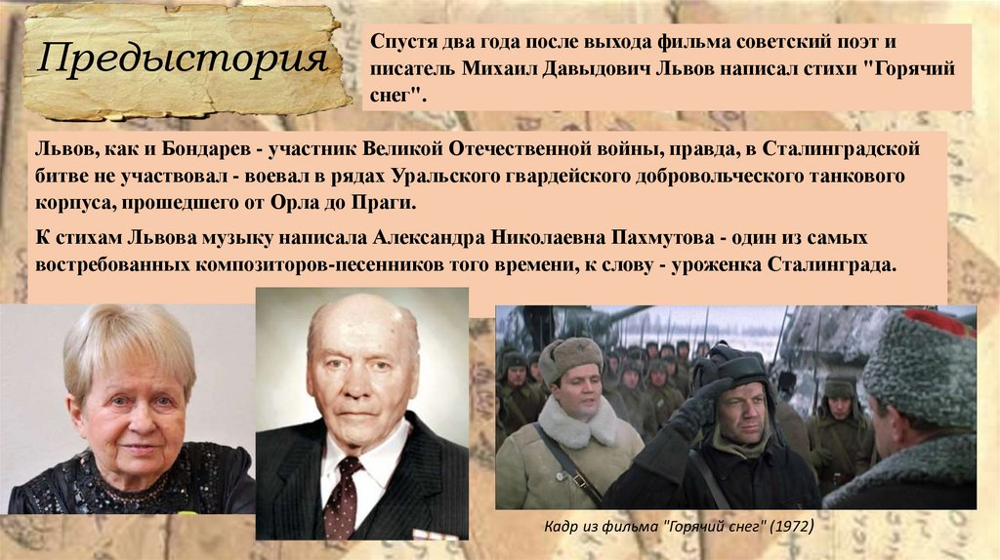 Предыстория
Спустя два года после выхода фильма советский поэт и
писатель Михаил Давыдович Львов написал стихи "Горячий
снег".
Львов, как и Бондарев - участник Великой Отечественной войны, правда, в Сталинградской
битве не участвовал - воевал в рядах Уральского гвардейского добровольческого танкового
корпуса, прошедшего от Орла до Праги.
К стихам Львова музыку написала Александра Николаевна Пахмутова - один из самых
востребованных композиторов-песенников того времени, к слову - уроженка Сталинграда.
Кадр из фильма "Горячий снег" (1972)